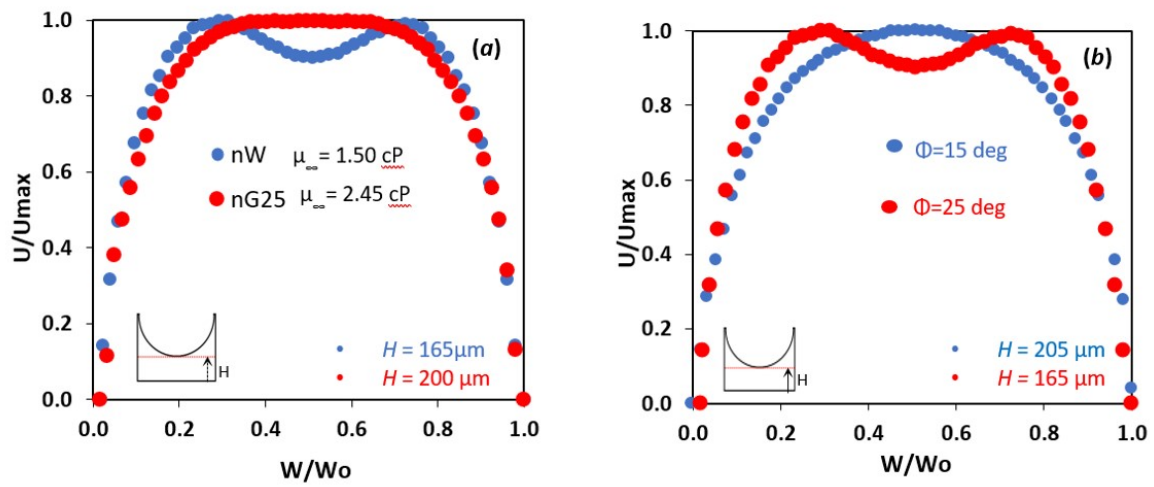 (a)
U/Umax
1.0
0.8
0.6
0.4
0.2
0.0
nW μ∞= 1.50 cP
nG25 μ∞= 2.45 cP
H
H = 165μm
H = 200 μm
0.0 0.2 0.4 0.6 0.8 1.0
W/Wo
(b)
U/Umax
1.0
0.8
0.6
0.4
0.2
0.0
Φ=15 deg
Φ=25 deg
H
H = 205 μm
H = 165 μm
0.0 0.2 0.4 0.6 0.8 1.0
W/Wo